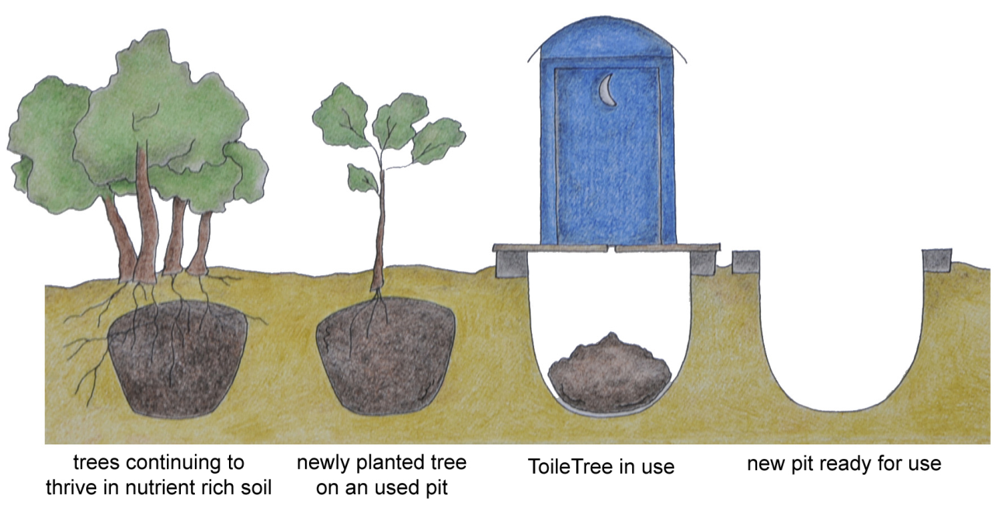 trees continuing to
thrive in nutrient rich soil
newly planted tree
on an used pit
ToileTree in use
new pit ready for use